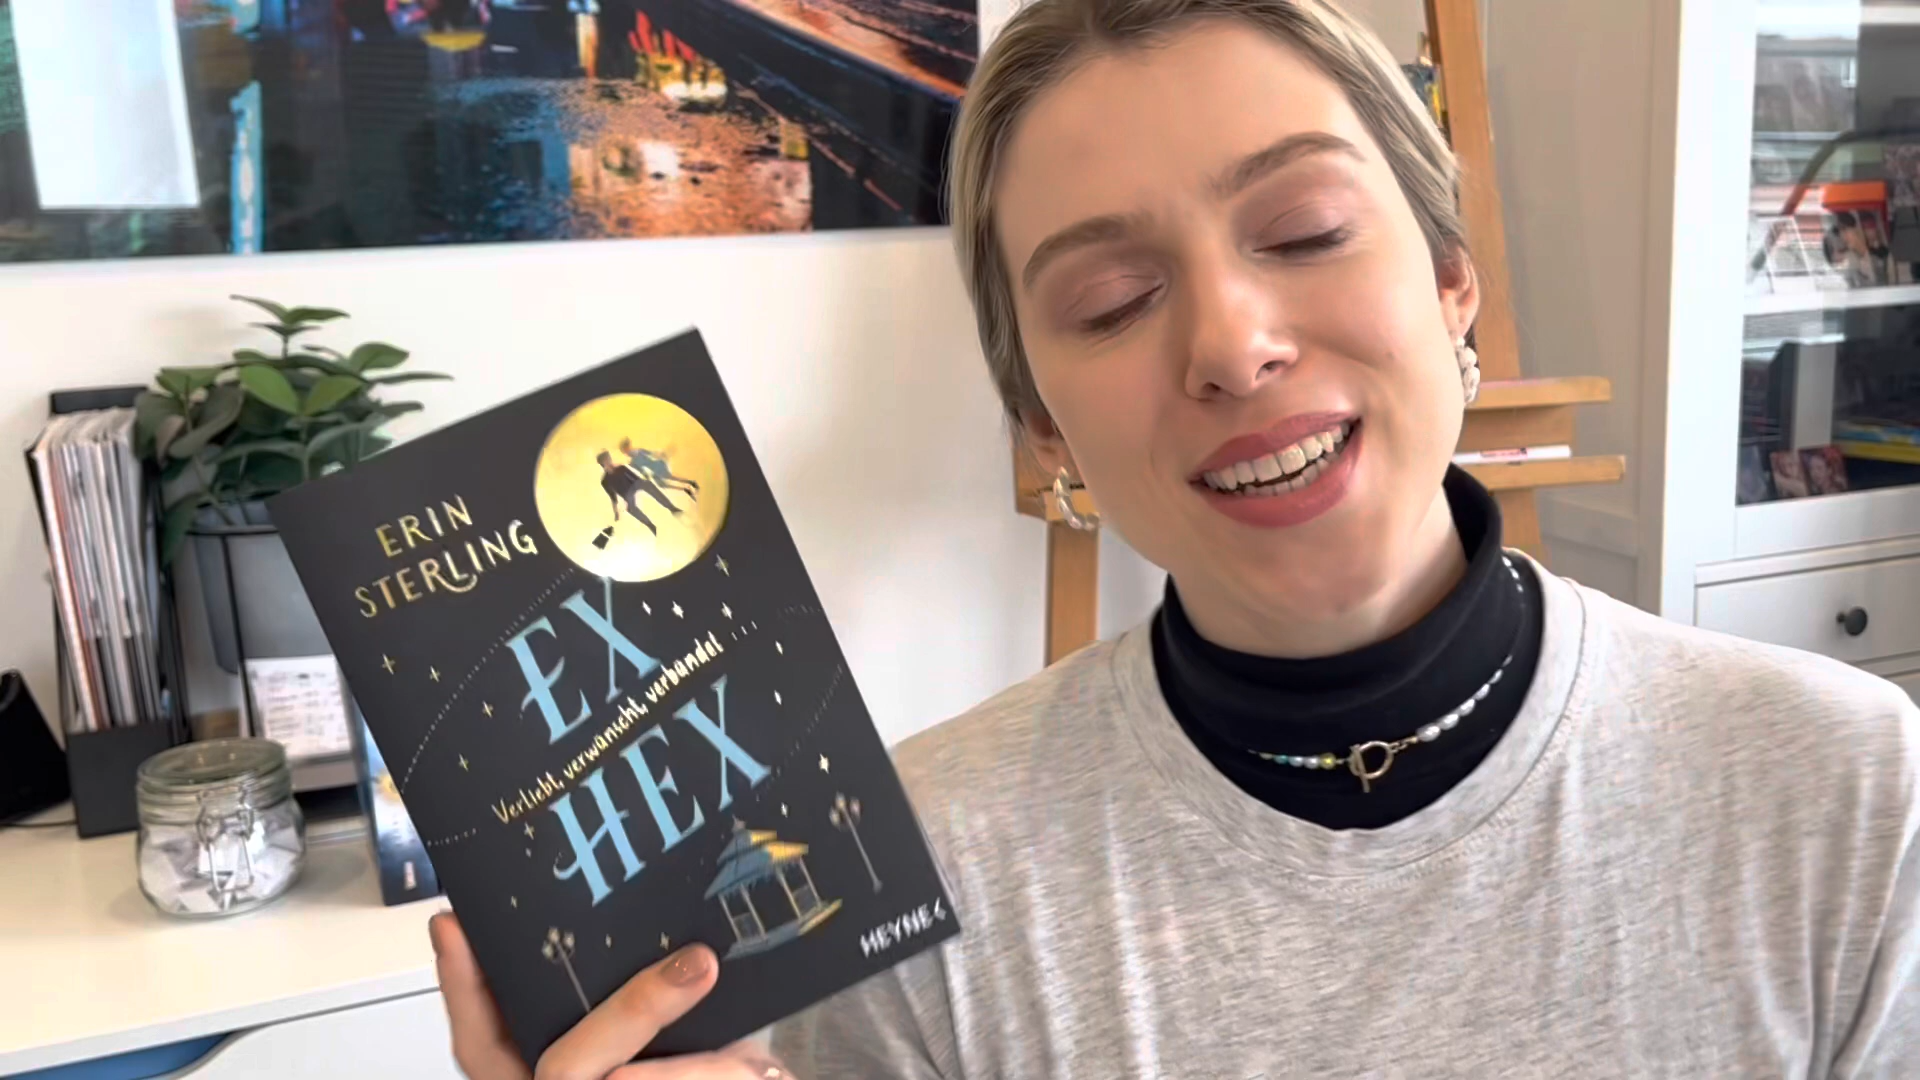 ERIN
STERLING
EX
Verliebt, verwünscht, verbandelt
HEX
HEYNE<